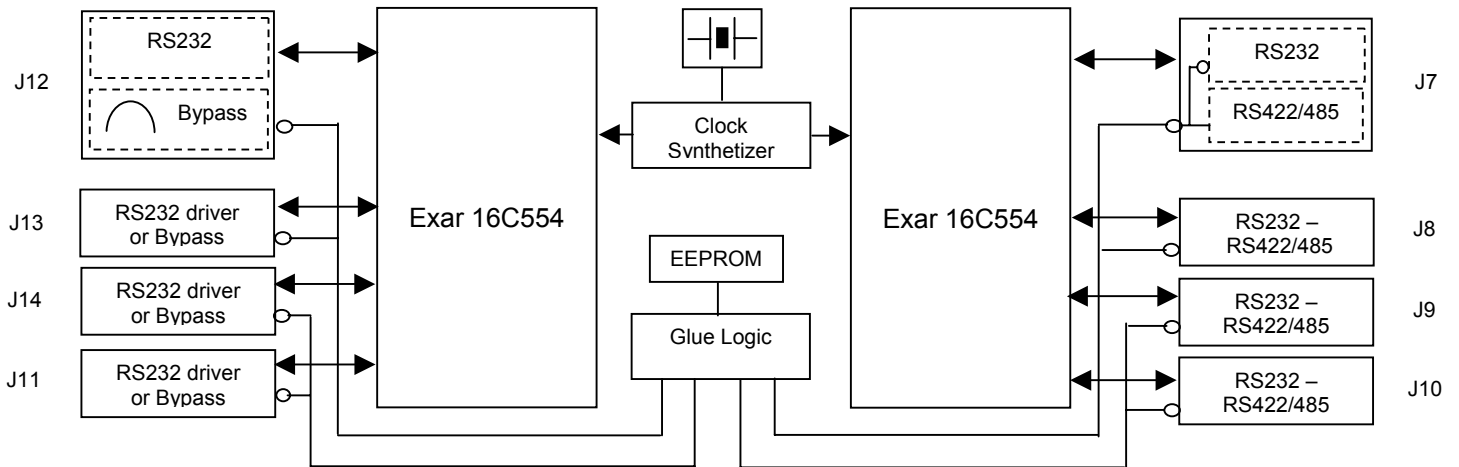 J12
RS232
Bypass
J13
RS232 driver
or Bypass
J14
RS232 driver
or Bypass
J11
RS232 driver
or Bypass
Exar 16C554
Clock
Synthetizer
EEPROM
Glue Logic
Exar 16C554
RS232
RS422/485
J7
RS232 –
RS422/485
J8
RS232 –
RS422/485
J9
RS232 –
RS422/485
J10